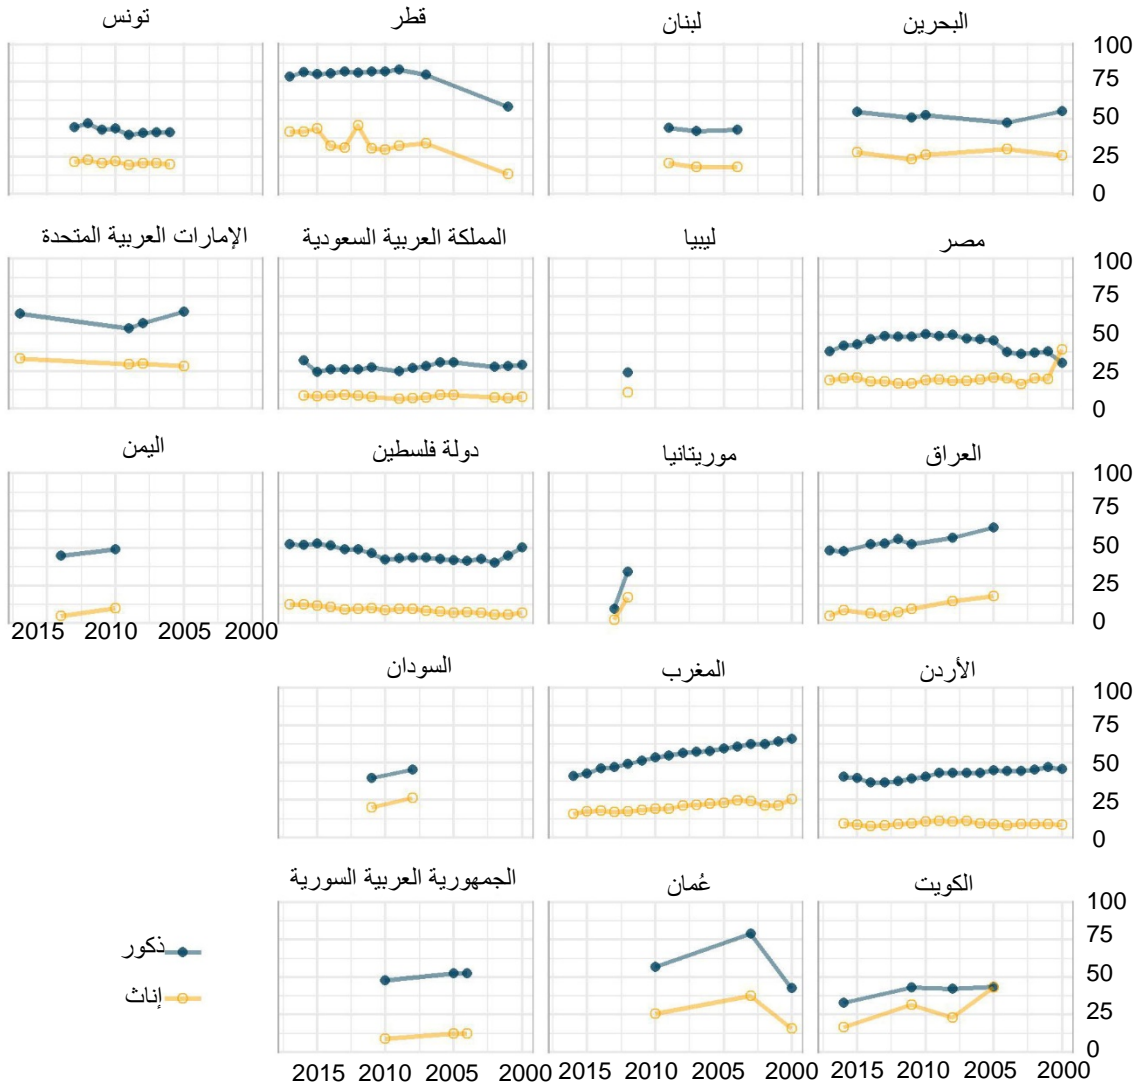 البحرين
لبنان
قطر
تونس
100
75
50
25
0
مصر
ليبيا
المملكة العربية السعودية
الإمارات العربية المتحدة
100
75
50
25
0
العراق
موريتانيا
دولة فلسطين
اليمن
100
75
50
25
0
2015 2010 2005 2000
الأردن
المغرب
السودان
100
75
50
25
0
الكويت
عُمان
الجمهورية العربية السورية
100
75
50
25
0
ذكور
إناث
2015 2010 2005 2000 2015 2010 2005 2000 2015 2010 2005 2000